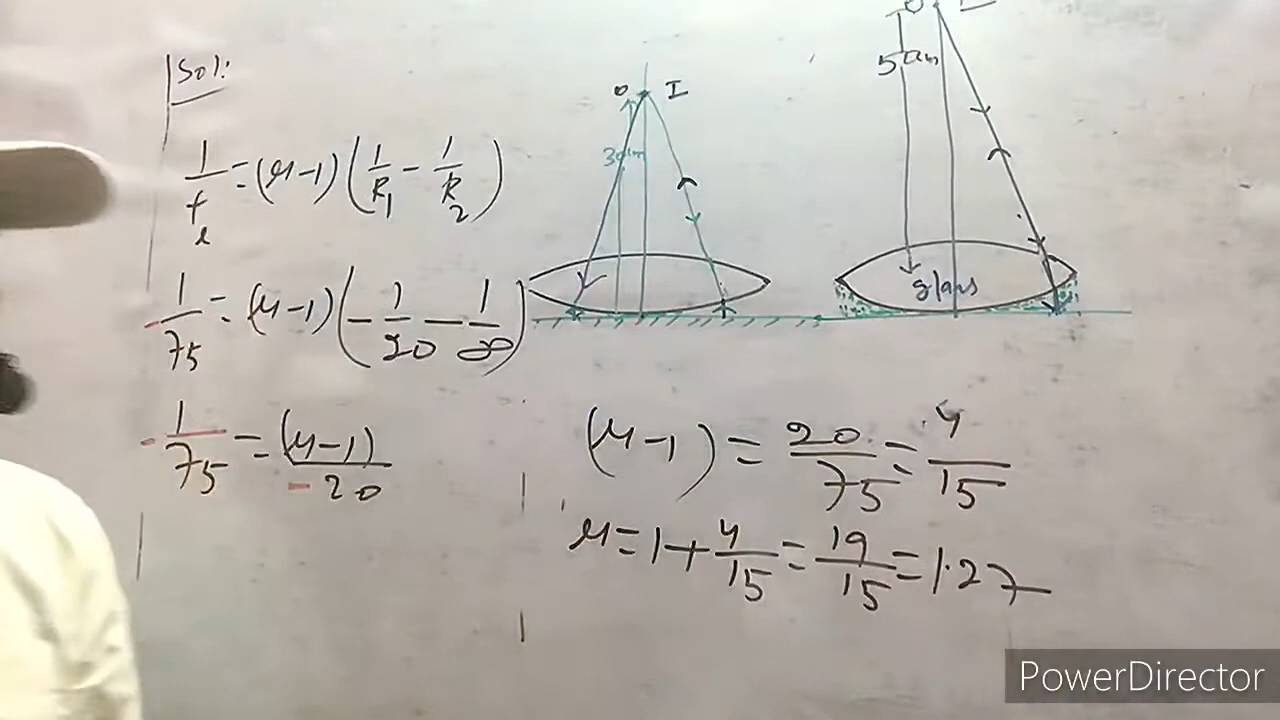 Sol:
1/f_l = (μ-1)(1/R₁ - 1/R₂)
-1/75 = (μ-1)(-1/20 - 1/∞)
-1/75 = (μ-1)/-20
O I
30cm
50cm
glass
(μ-1) = 20/75 = 4/15
μ = 1+4/15 = 19/15 = 1.27
PowerDirector